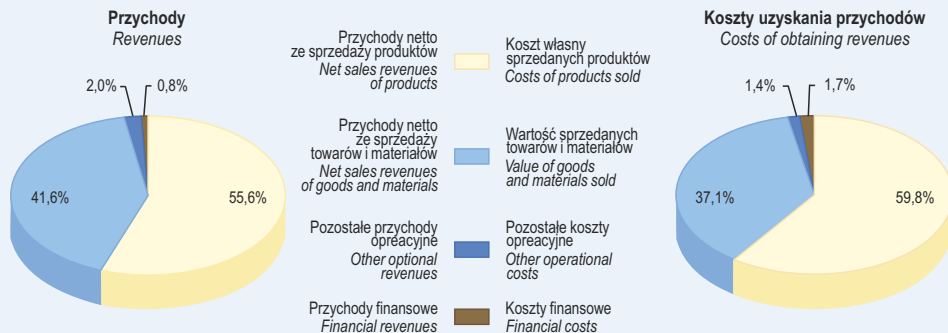 Przychody
Revenues
2,0%
0,8%
41,6%
55,6%
Przychody netto
ze sprzedaży produktów
Net sales revenues
of products
Koszt własny
sprzedanych produktów
Costs of products sold
Przychody netto
ze sprzedaży
towarów i materiałów
Net sales revenues
of goods and materials
Wartość sprzedanych
towarów i materiałów
Value of goods
and materials sold
Pozostałe przychody
opreacyjne
Other optional
revenues
Pozostałe koszty
opreacyjne
Other operational
costs
Przychody finansowe
Financial revenues
Koszty finansowe
Financial costs
Koszty uzyskania przychodów
Costs of obtaining revenues
1,4%
1,7%
37,1%
59,8%